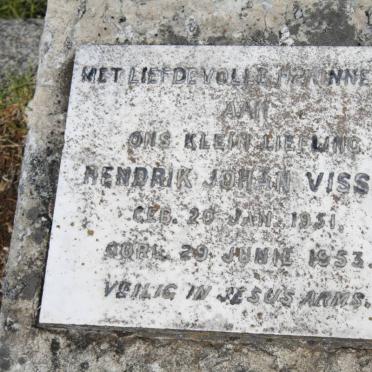 MET LIEFDEVOLLE HERINNE
AAN
ONS KLEIN LIEFLING
HENDRIK JOHAN VISS
GEB. 20 JAN. 1951.
OORL. 29 JUNIE 1953.
VEILIG IN JESUS ARMS.